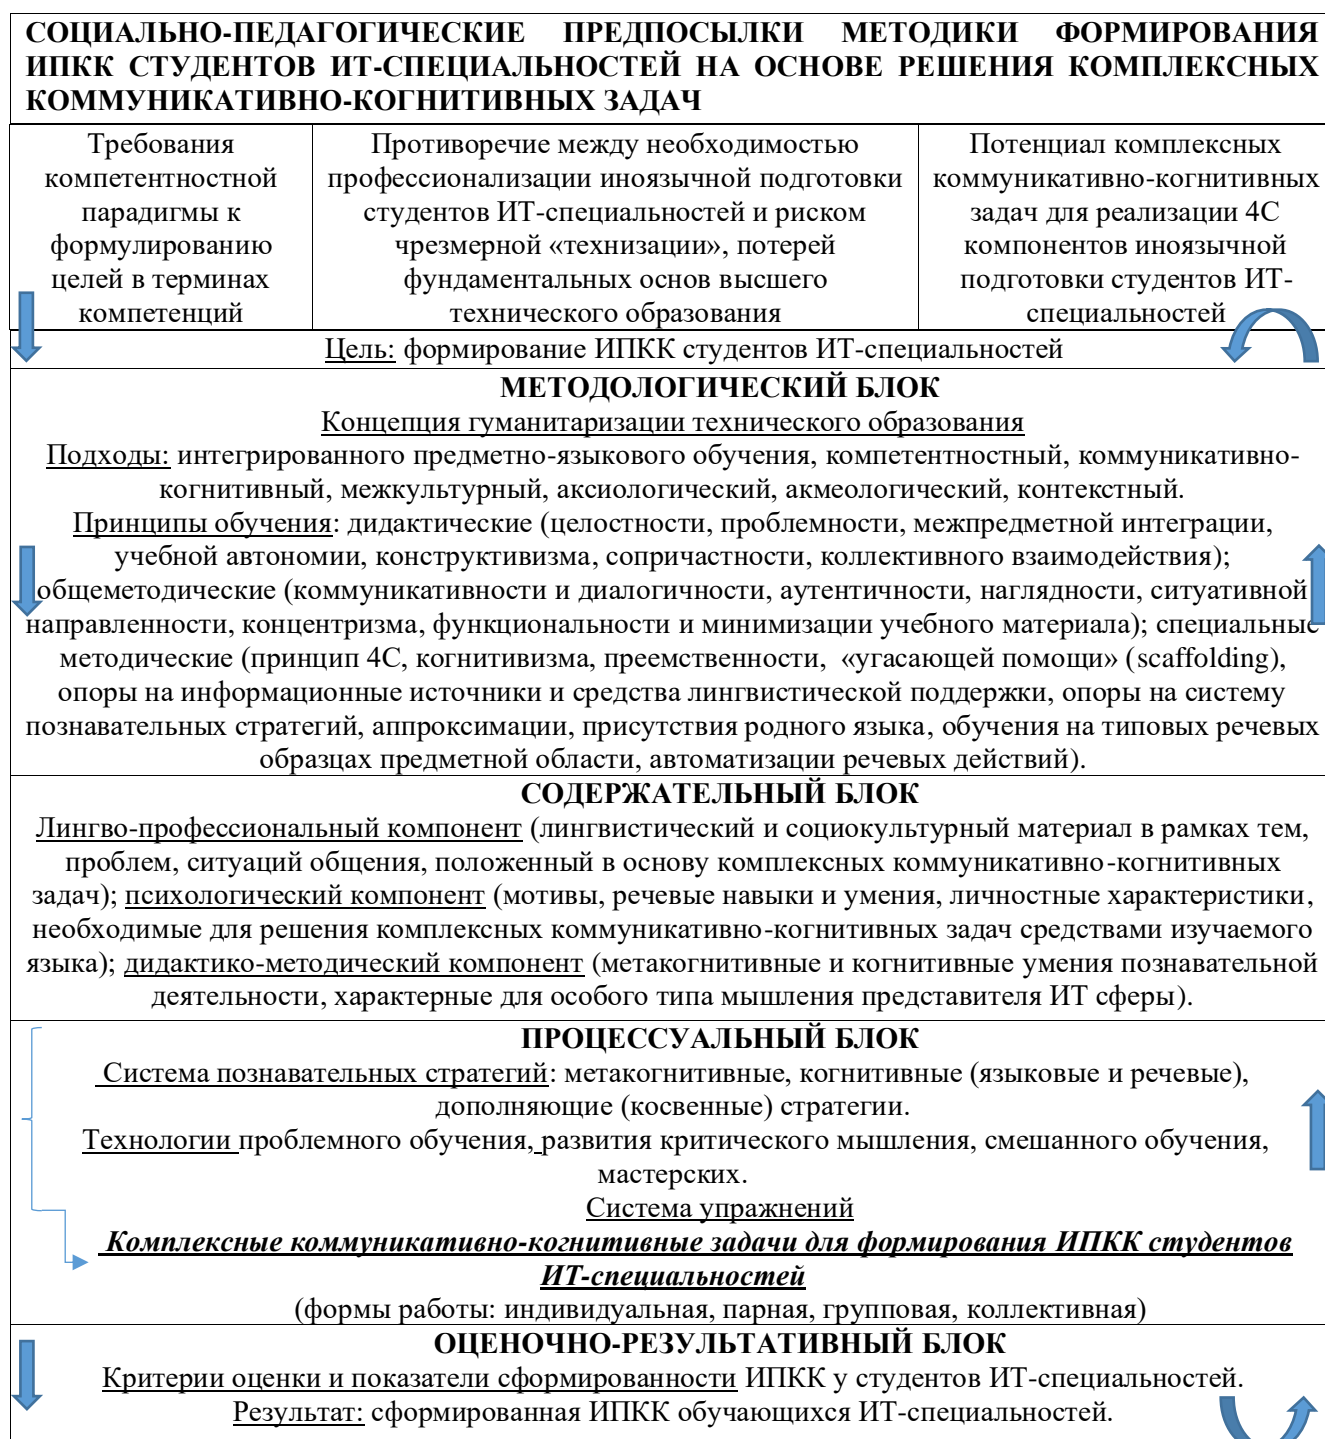 СОЦИАЛЬНО-ПЕДАГОГИЧЕСКИЕ ПРЕДПОСЫЛКИ МЕТОДИКИ ФОРМИРОВАНИЯ
ИПКК СТУДЕНТОВ ИТ-СПЕЦИАЛЬНОСТЕЙ НА ОСНОВЕ РЕШЕНИЯ КОМПЛЕКСНЫХ
КОММУНИКАТИВНО-КОГНИТИВНЫХ ЗАДАЧ
Требования
компетентностной
парадигмы к
формулированию
целей в терминах
компетенций
Противоречие между необходимостью
профессионализации иноязычной подготовки
студентов ИТ-специальностей и риском
чрезмерной «технизации», потерей
фундаментальных основ высшего
технического образования
Потенциал комплексных
коммуникативно-когнитивных
задач для реализации 4С
компонентов иноязычной
подготовки студентов ИТ-
специальностей
Цель: формирование ИПКК студентов ИТ-специальностей
МЕТОДОЛОГИЧЕСКИЙ БЛОК
Концепция гуманитаризации технического образования
Подходы: интегрированного предметно-языкового обучения, компетентностный, коммуникативно-
когнитивный, межкультурный, аксиологический, акмеологический, контекстный.
Принципы обучения: дидактические (целостности, проблемности, межпредметной интеграции,
учебной автономии, конструктивизма, сопричастности, коллективного взаимодействия);
общеметодические (коммуникативности и диалогичности, аутентичности, наглядности, ситуативной
направленности, концентризма, функциональности и минимизации учебного материала); специальные
методические (принцип 4С, когнитивизма, преемственности, «угасающей помощи» (scaffolding),
опоры на информационные источники и средства лингвистической поддержки, опоры на систему
познавательных стратегий, аппроксимации, присутствия родного языка, обучения на типовых речевых
образцах предметной области, автоматизации речевых действий).
СОДЕРЖАТЕЛЬНЫЙ БЛОК
Лингво-профессиональный компонент (лингвистический и социокультурный материал в рамках тем,
проблем, ситуаций общения, положенный в основу комплексных коммуникативно-когнитивных
задач); психологический компонент (мотивы, речевые навыки и умения, личностные характеристики,
необходимые для решения комплексных коммуникативно-когнитивных задач средствами изучаемого
языка); дидактико-методический компонент (метакогнитивные и когнитивные умения познавательной
деятельности, характерные для особого типа мышления представителя ИТ сферы).
ПРОЦЕССУАЛЬНЫЙ БЛОК
Система познавательных стратегий: метакогнитивные, когнитивные (языковые и речевые),
дополняющие (косвенные) стратегии.
Технологии проблемного обучения, развития критического мышления, смешанного обучения,
мастерских.
Система упражнений
Комплексные коммуникативно-когнитивные задачи для формирования ИПКК студентов
ИТ-специальностей
(формы работы: индивидуальная, парная, групповая, коллективная)
ОЦЕНОЧНО-РЕЗУЛЬТАТИВНЫЙ БЛОК
Критерии оценки и показатели сформированности ИПКК у студентов ИТ-специальностей.
Результат: сформированная ИПКК обучающихся ИТ-специальностей.